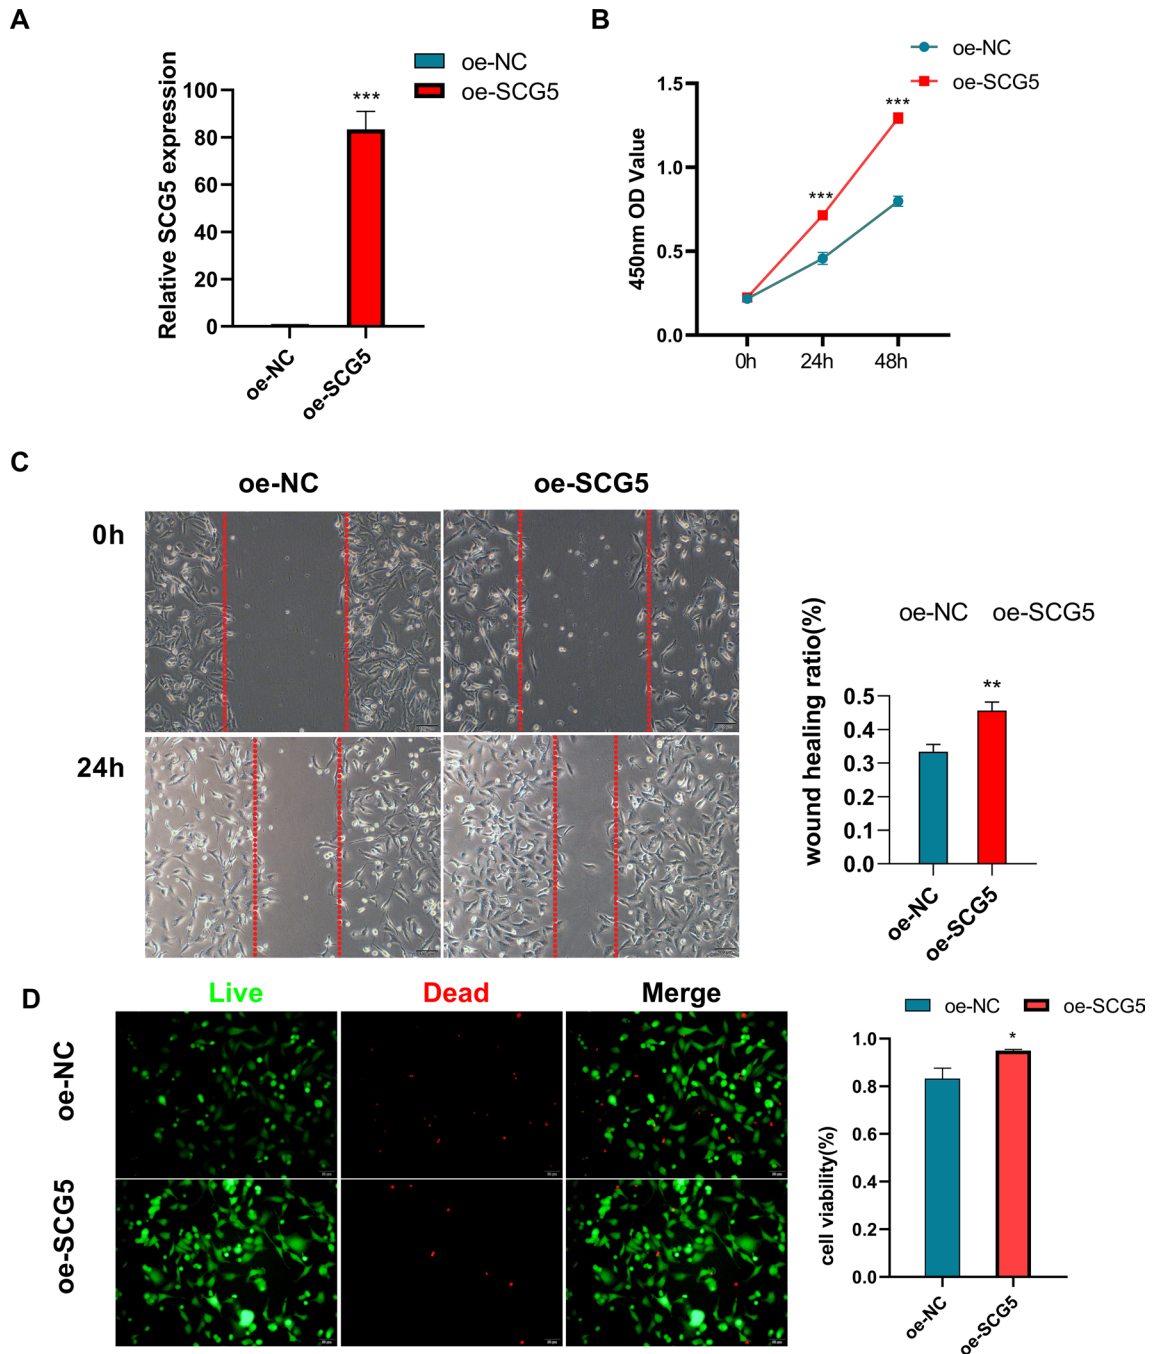 A
Relative SCG5 expression
100
80
60
40
20
0
***
oe-NC
oe-SCG5
oe-NC
oe-SCG5
B
450nm OD Value
1.5
1.0
0.5
0.0
***
***
0h
24h
48h
oe-NC
oe-SCG5
C
oe-NC
oe-SCG5
0h
24h
oe-NC
oe-SCG5
wound healing ratio(%)
0.5
0.4
0.3
0.2
0.1
0.0
**
oe-NC
oe-SCG5
D
Live
Dead
Merge
oe-NC
oe-SCG5
oe-NC
oe-SCG5
cell viability(%)
1.0
0.8
0.6
0.4
0.2
0.0
*
oe-NC
oe-SCG5